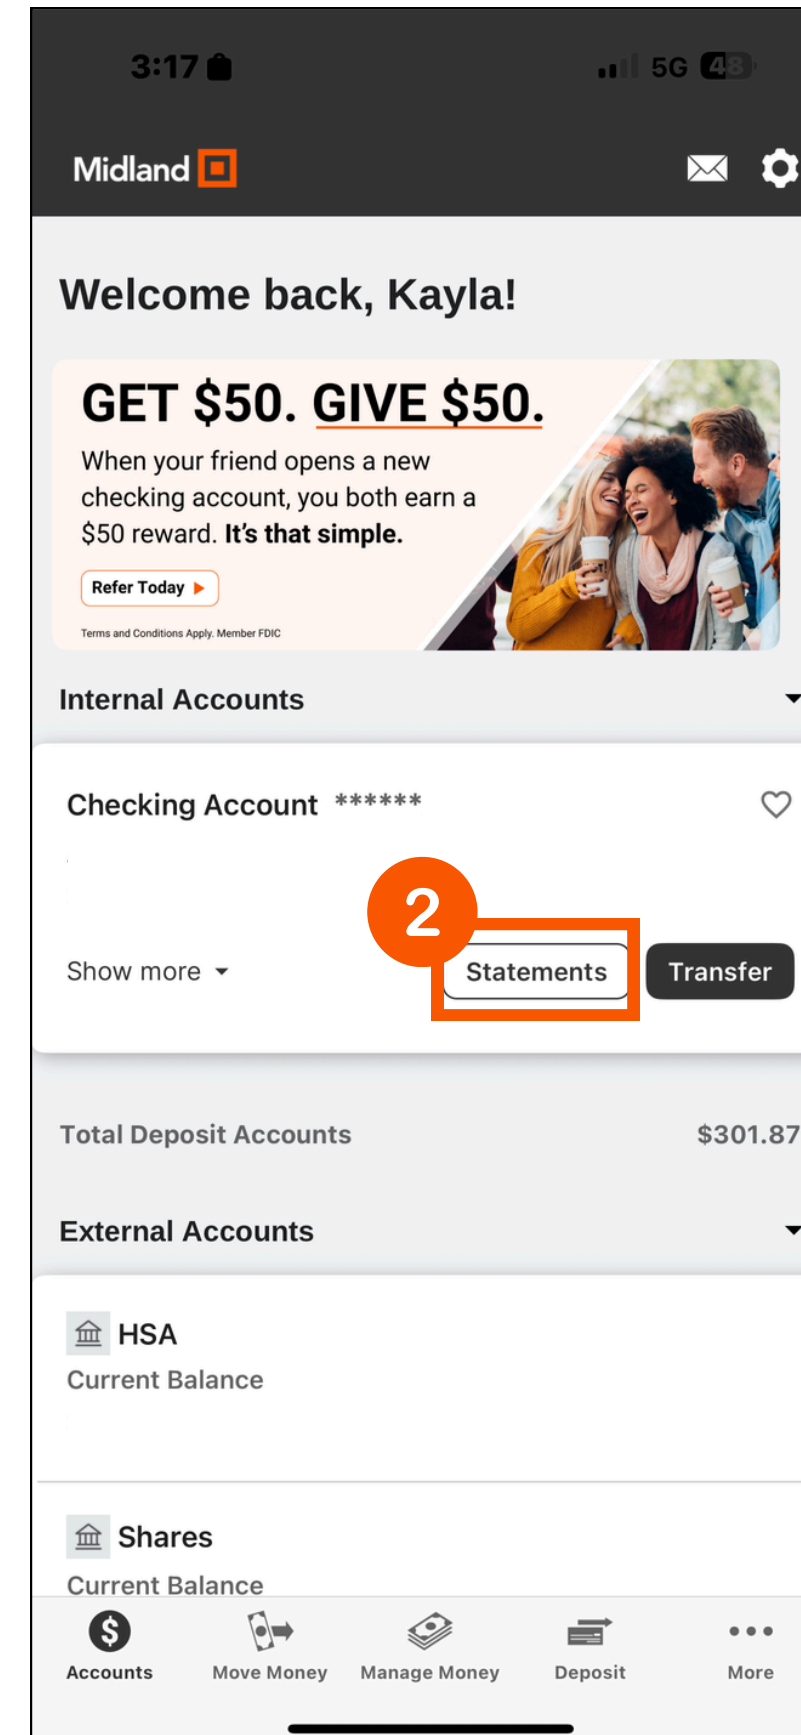 3:17 5G 48
Midland
Welcome back, Kayla!
GET $50. GIVE $50.
When your friend opens a new
checking account, you both earn a
$50 reward. It's that simple.
Refer Today
Terms and Conditions Apply. Member FDIC
Internal Accounts
Checking Account ******
2
Show more Statements Transfer
Total Deposit Accounts $301.87
External Accounts
HSA
Current Balance
Shares
Current Balance
$
Accounts Move Money Manage Money Deposit More